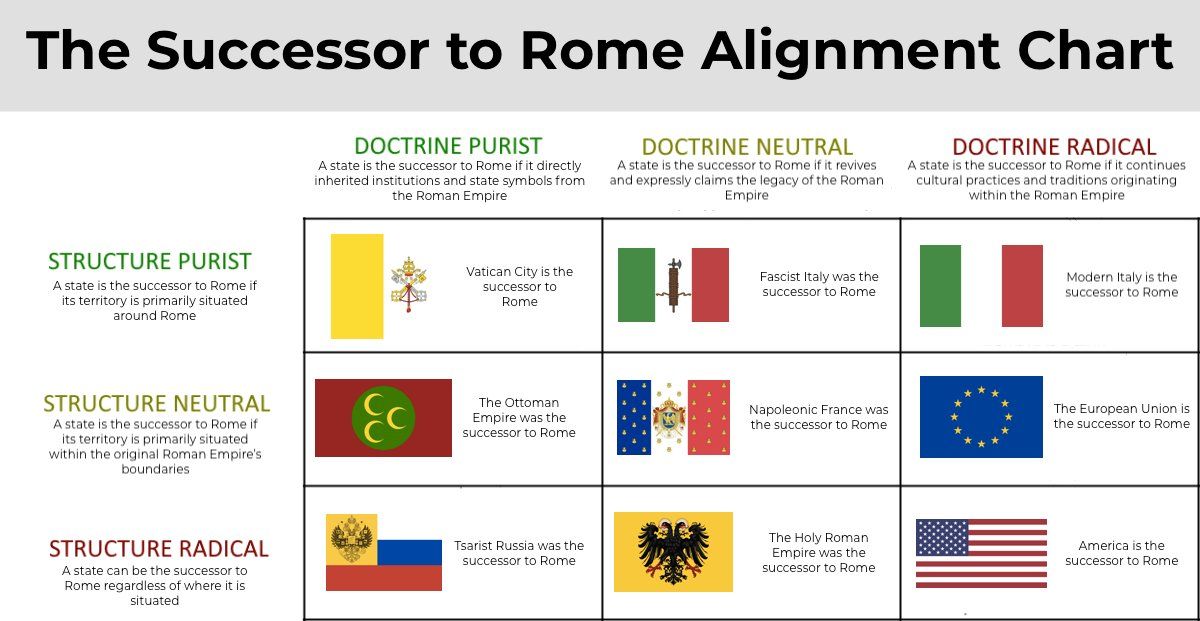 The Successor to Rome Alignment Chart
DOCTRINE PURIST
A state is the successor to Rome if it directly
inherited institutions and state symbols from
the Roman Empire
DOCTRINE NEUTRAL
A state is the successor to Rome if it revives
and expressly claims the legacy of the Roman
Empire
DOCTRINE RADICAL
A state is the successor to Rome if it continues
cultural practices and traditions originating
within the Roman Empire
STRUCTURE PURIST
A state is the successor to Rome if
its territory is primarily situated
around Rome
Vatican City is the
successor to
Rome
Fascist Italy was the
successor to Rome
Modern Italy is the
successor to Rome
STRUCTURE NEUTRAL
A state is the successor to Rome if
its territory is primarily situated
within the original Roman Empire's
boundaries
The Ottoman
Empire was the
successor to Rome
Napoleonic France was
the successor to Rome
The European Union is
the successor to Rome
STRUCTURE RADICAL
A state can be the successor to
Rome regardless of where it is
situated
Tsarist Russia was the
successor to Rome
The Holy Roman
Empire was the
successor to Rome
America is the
successor to Rome